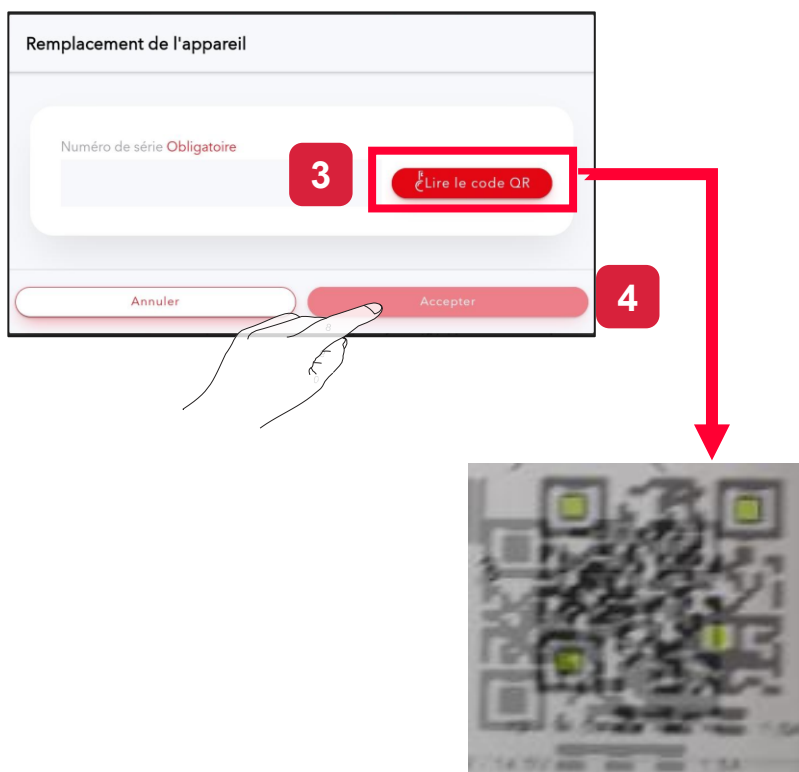 Remplacement de l'appareil
Numéro de série Obligatoire
3
Lire le code QR
Annuler
Accepter
4